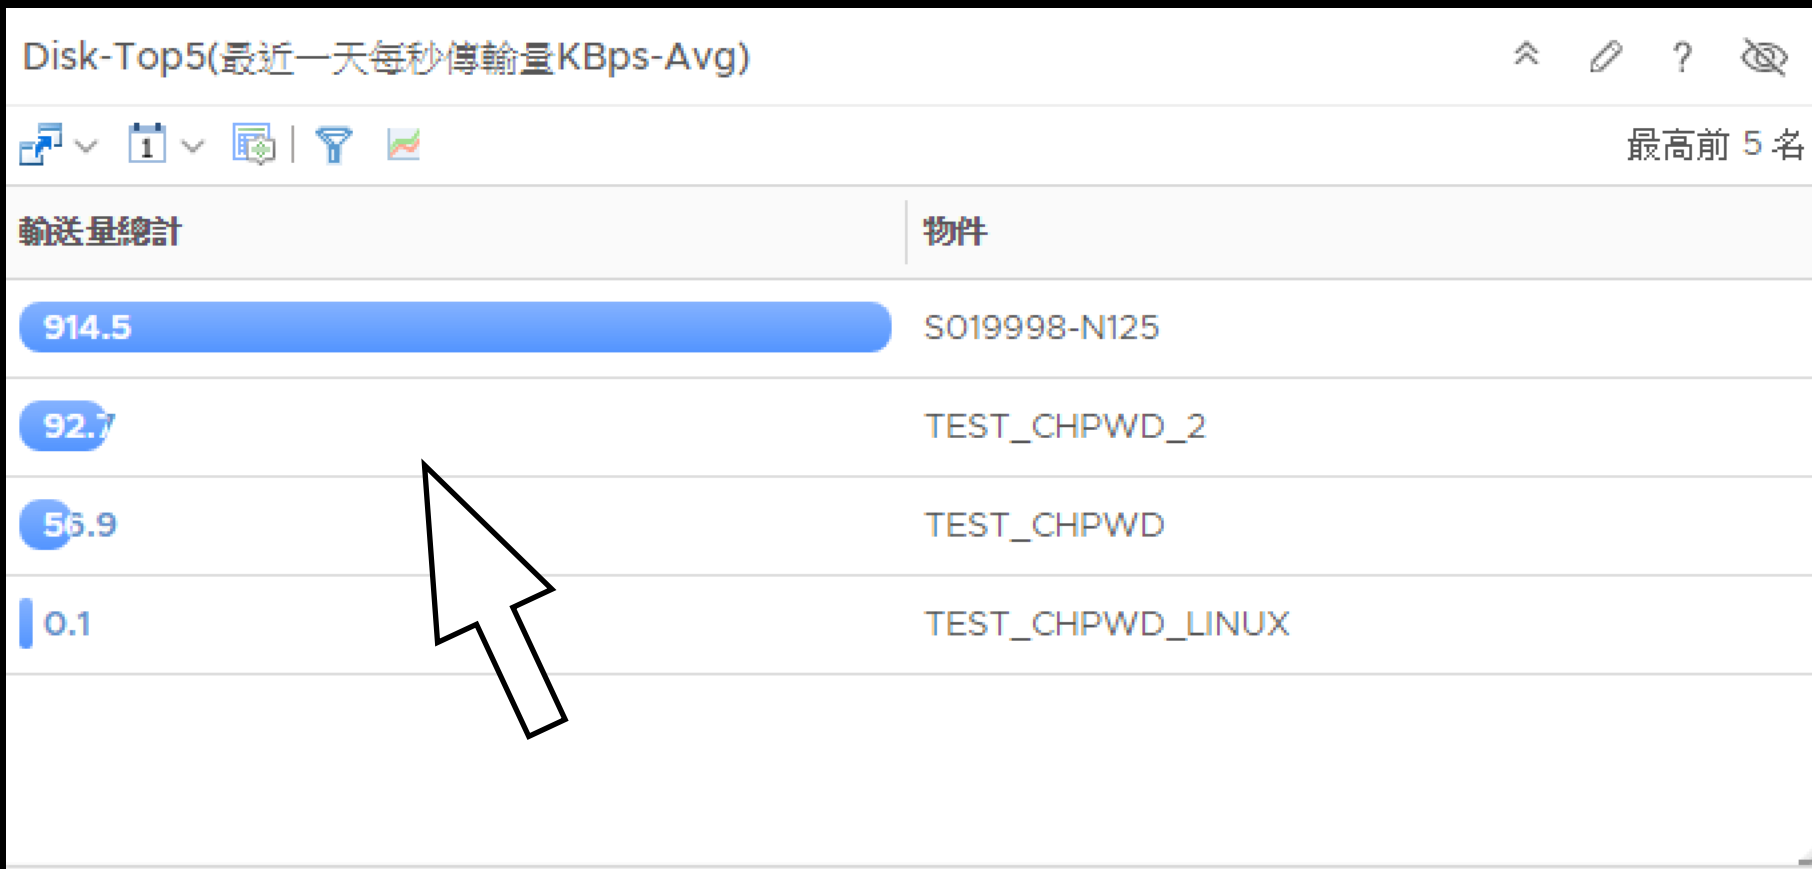 Disk-Top5(最近一天每秒傳輸量KBps-Avg)
?
1
最高前 5 名
輸送量總計 物件
914.5 S019998-N125
92.7 TEST_CHPWD_2
56.9 TEST_CHPWD
0.1 TEST_CHPWD_LINUX